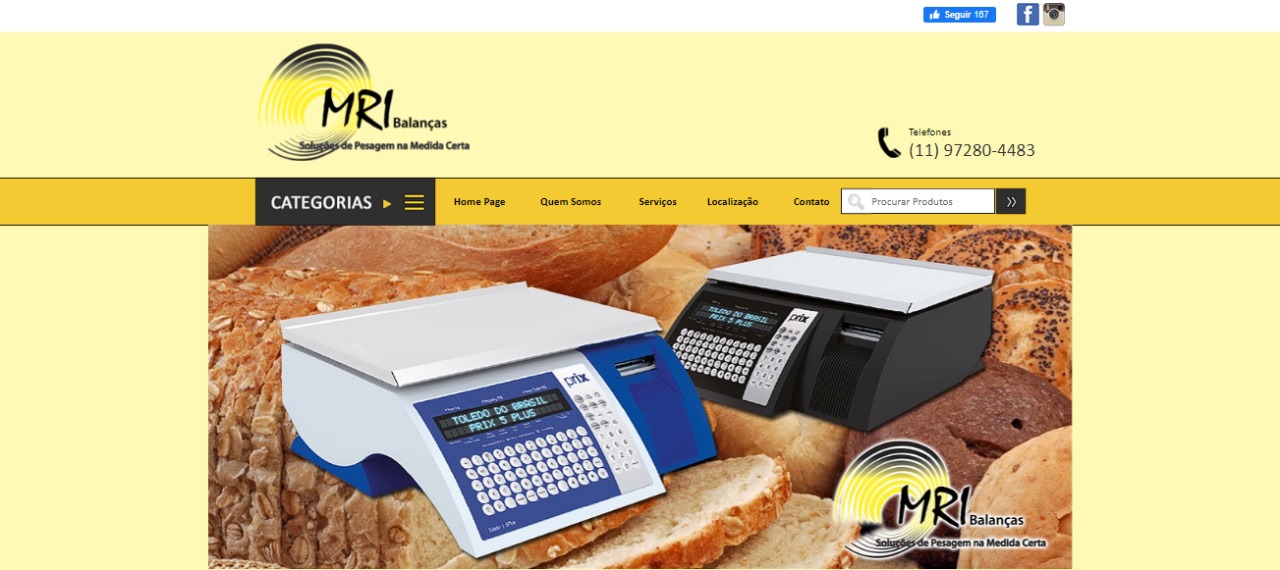 Seguir 167
MRI Balanças
Soluções de Pesagem na Medida Certa
Telefones
(11) 97280-4483
CATEGORIAS
Home Page
Quem Somos
Serviços
Localização
Contato
Procurar Produtos
prix
TOLEDO DO BRASIL
PRIX 5 PLUS
prix
TOLEDO DO BRASIL
PRIX 5 PLUS
MRI Balanças
Soluções de Pesagem na Medida Certa